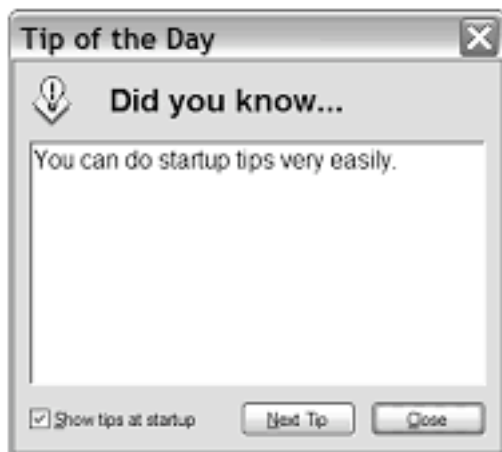 Tip of the Day
Did you know...
You can do startup tips very easily.
Show tips at startup
Next Tip
Close